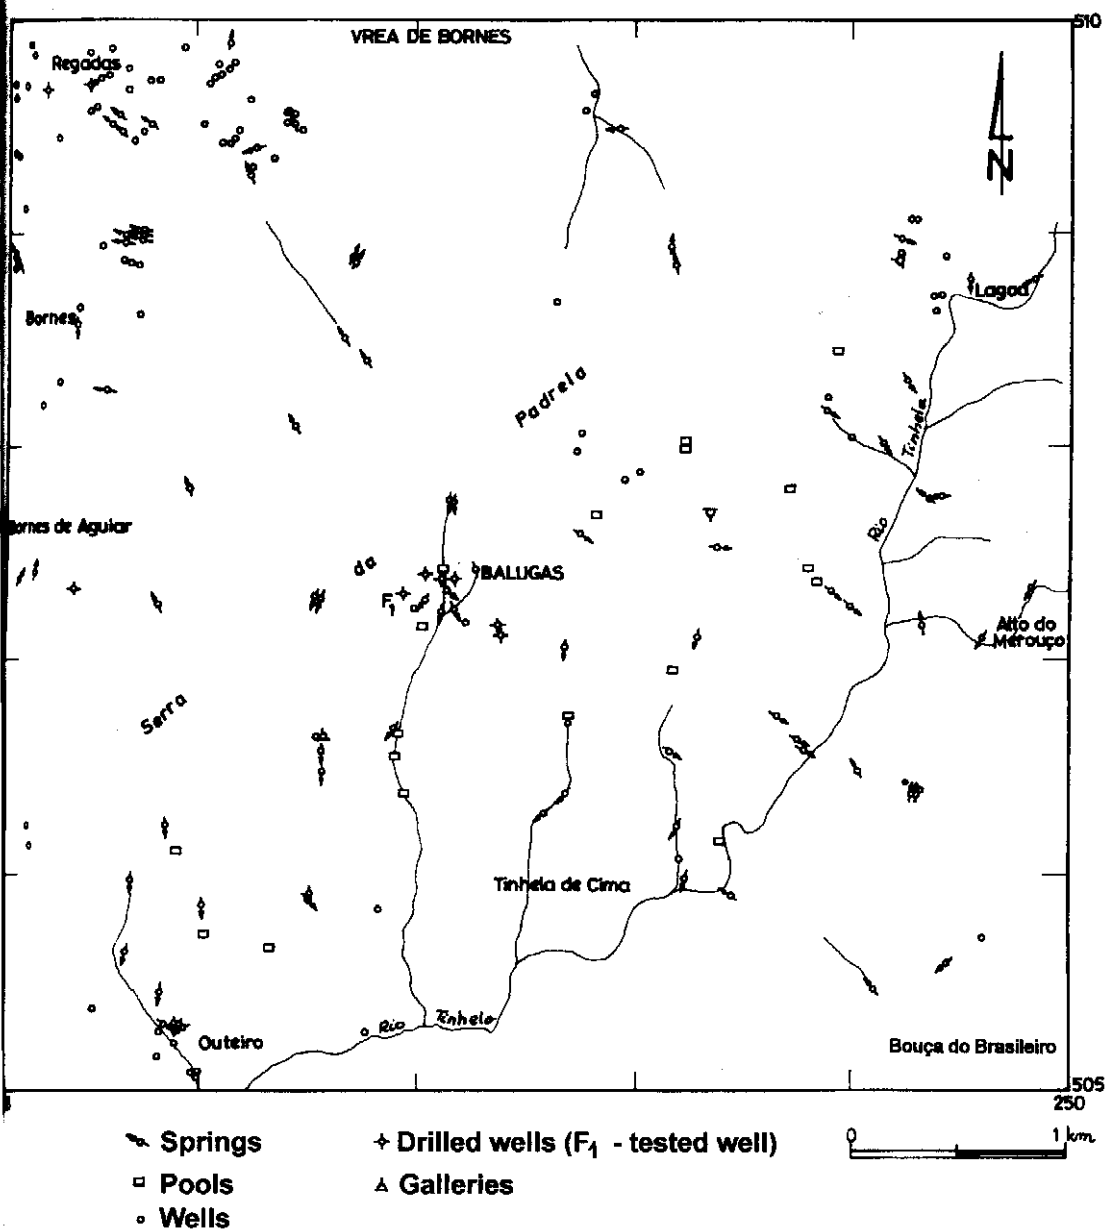 510
VREA DE BORNES
Regadas
N
Lagoa
Bornes
Padrela
Tinhela
Rio
Bornes de Aguiar
da
BALUGAS
F1
Alto do
Merouço
Serra
Tinhela de Cima
Rio Tinhela
Outeiro
Bouça do Brasileiro
505
250
Springs
Drilled wells (F1 - tested well)
0 1 km
Pools
Galleries
Wells